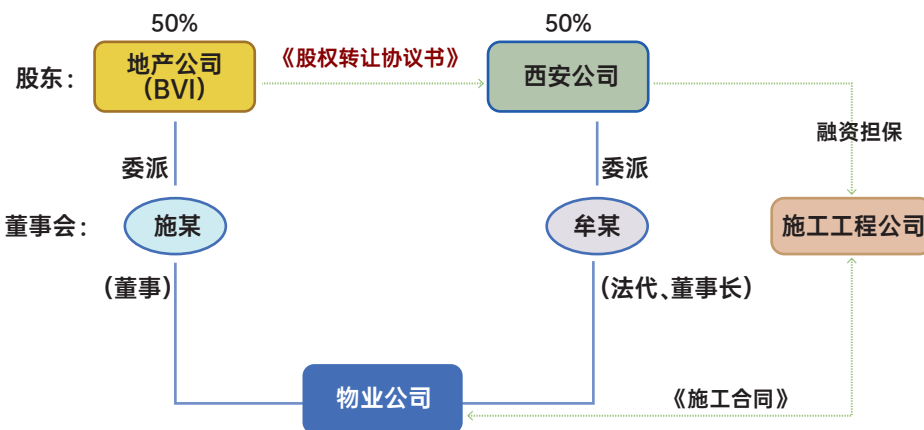 50%
50%
股东：
地产公司
（BVI）
《股权转让协议书》
西安公司
融资担保
委派
委派
董事会：
施某
牟某
施工工程公司
（董事）
（法代、董事长）
物业公司
《施工合同》